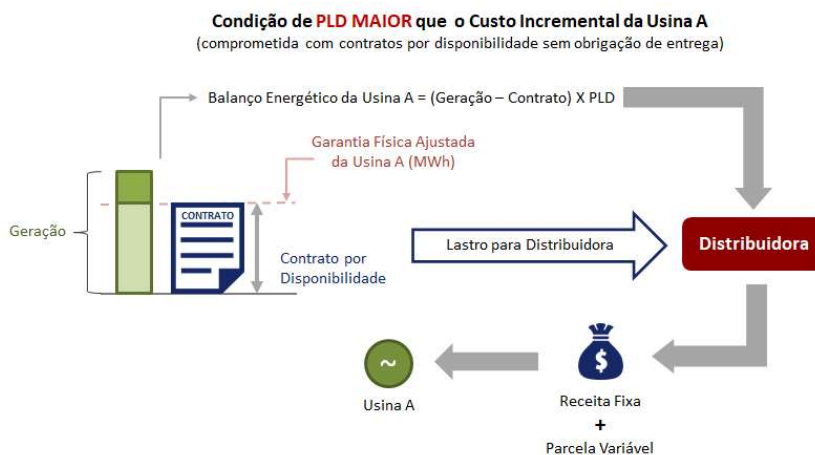 Condição de PLD MAIOR que o Custo Incremental da Usina A
(comprometida com contratos por disponibilidade sem obrigação de entrega)
Balanço Energético da Usina A = (Geração – Contrato) X PLD
Garantia Física Ajustada
da Usina A (MWh)
CONTRATO
Geração
Contrato por
Disponibilidade
Lastro para Distribuidora
Distribuidora
~
$
Usina A
Receita Fixa
+
Parcela Variável